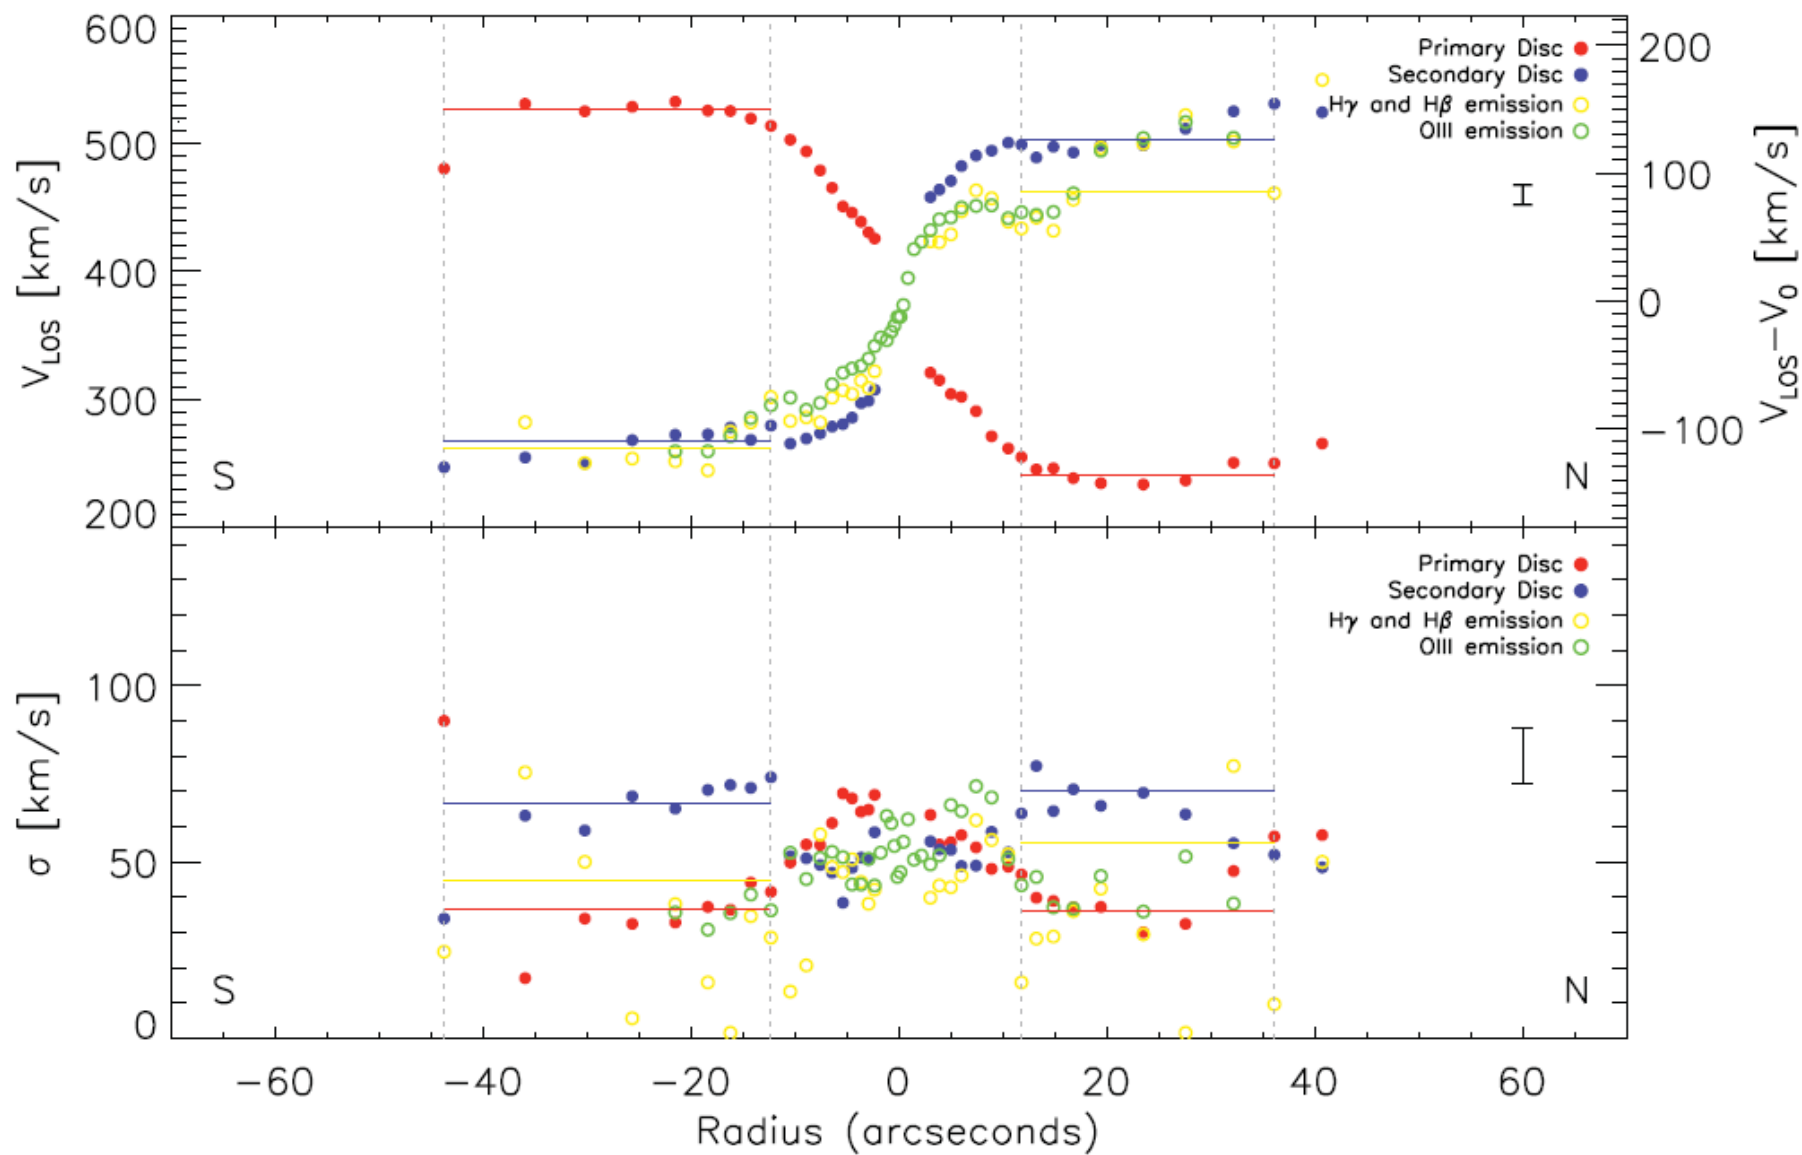 600
500
400
300
200
V_LOS [km/s]
200
100
0
−100
V_LOS−V_0 [km/s]
Primary Disc
Secondary Disc
Hγ and Hβ emission
OIII emission
S
N
100
50
0
σ [km/s]
Primary Disc
Secondary Disc
Hγ and Hβ emission
OIII emission
S
N
−60 −40 −20 0 20 40 60
Radius (arcseconds)